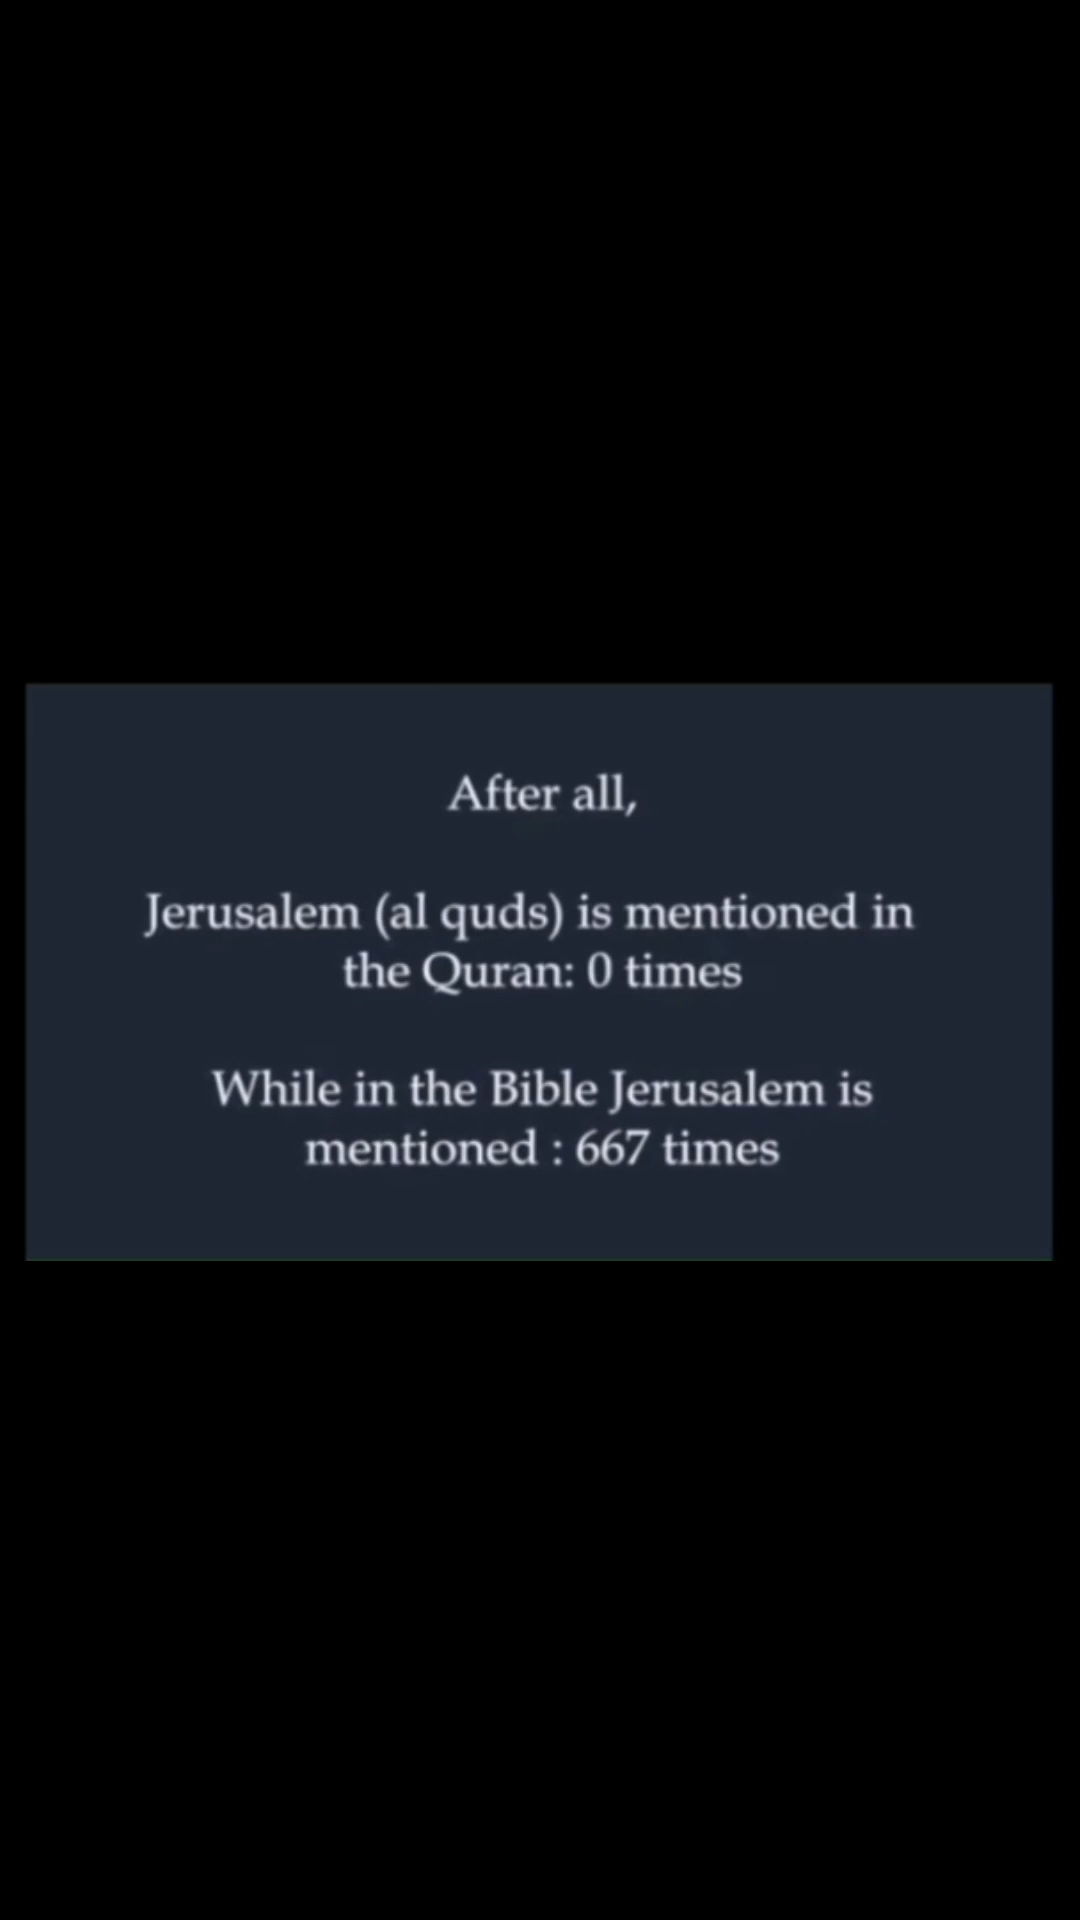 After all,
Jerusalem (al quds) is mentioned in
the Quran: 0 times
While in the Bible Jerusalem is
mentioned : 667 times